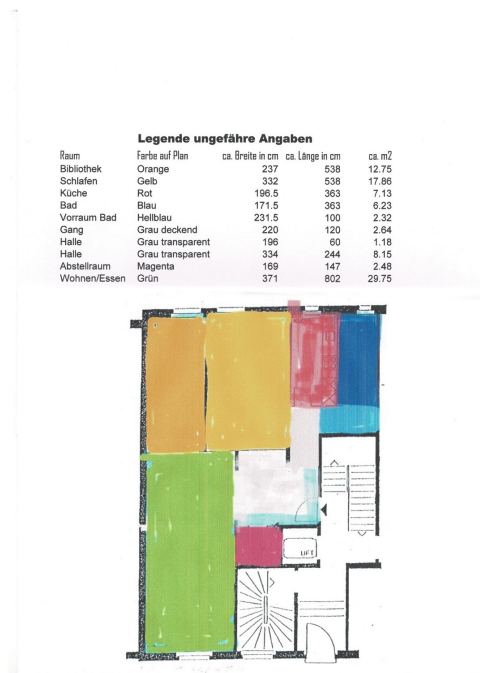 Legende ungefähre Angaben
Raum Farbe auf Plan ca. Breite in cm ca. Länge in cm ca. m2
Bibliothek Orange 237 538 12.75
Schlafen Gelb 332 538 17.86
Küche Rot 196.5 363 7.13
Bad Blau 171.5 363 6.23
Vorraum Bad Hellblau 231.5 100 2.32
Gang Grau deckend 220 120 2.64
Halle Grau transparent 196 60 1.18
Halle Grau transparent 334 244 8.15
Abstellraum Magenta 169 147 2.48
Wohnen/Essen Grün 371 802 29.75
LIFT